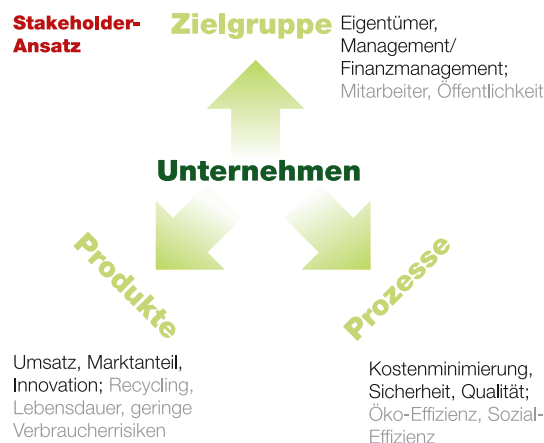 Stakeholder-
Ansatz
Zielgruppe
Eigentümer,
Management/
Finanzmanagement;
Mitarbeiter, Öffentlichkeit
Unternehmen
Produkte
Prozesse
Umsatz, Marktanteil,
Innovation; Recycling,
Lebensdauer, geringe
Verbraucherrisiken
Kostenminimierung,
Sicherheit, Qualität;
Öko-Effizienz, Sozial-
Effizienz